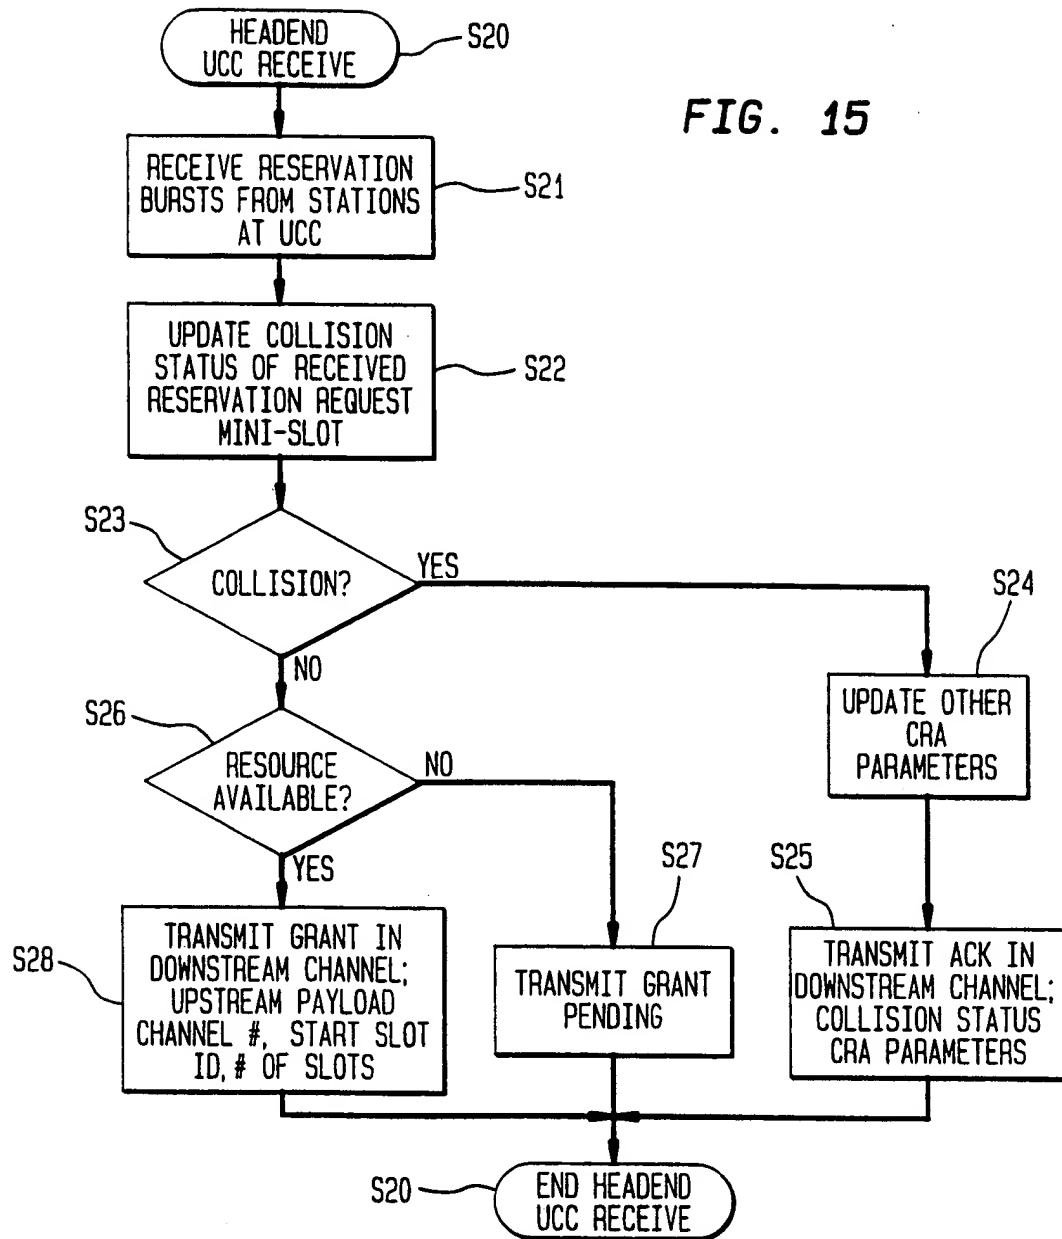 HEADEND
UCC RECEIVE
S20
FIG. 15
RECEIVE RESERVATION
BURSTS FROM STATIONS
AT UCC
S21
UPDATE COLLISION
STATUS OF RECEIVED
RESERVATION REQUEST
MINI-SLOT
S22
S23
COLLISION?
YES
NO
S24
UPDATE OTHER
CRA
PARAMETERS
S26
RESOURCE
AVAILABLE?
NO
YES
S27
S25
S28
TRANSMIT GRANT IN
DOWNSTREAM CHANNEL;
UPSTREAM PAYLOAD
CHANNEL #, START SLOT
ID, # OF SLOTS
TRANSMIT GRANT
PENDING
TRANSMIT ACK IN
DOWNSTREAM CHANNEL;
COLLISION STATUS
CRA PARAMETERS
S20
END HEADEND
UCC RECEIVE